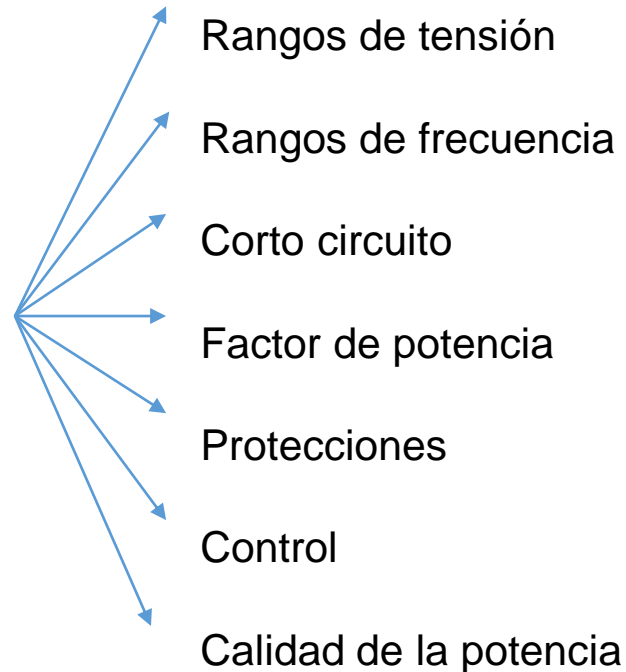 Rangos de tensión
Rangos de frecuencia
Corto circuito
Factor de potencia
Protecciones
Control
Calidad de la potencia